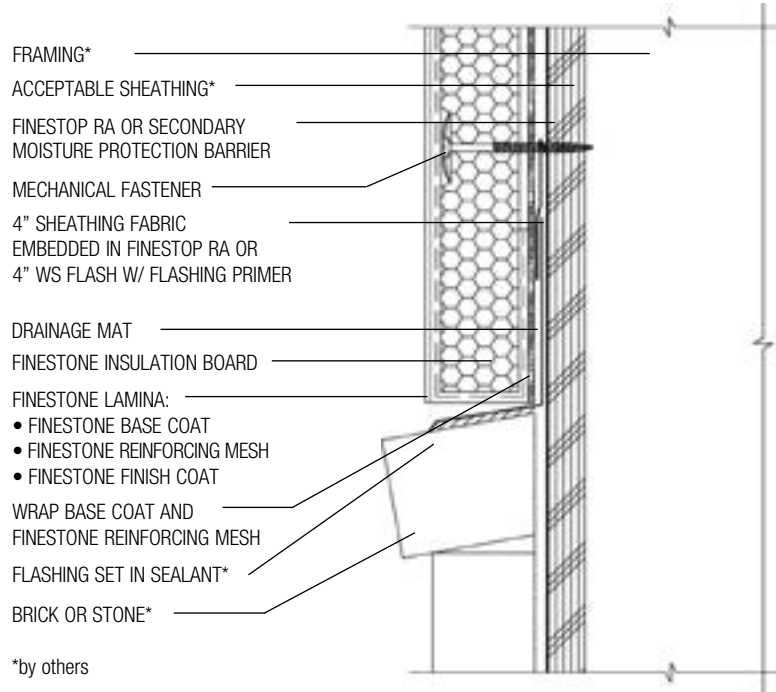 FRAMING*
ACCEPTABLE SHEATHING*
FINESTOP RA OR SECONDARY
MOISTURE PROTECTION BARRIER
MECHANICAL FASTENER
4” SHEATHING FABRIC
EMBEDDED IN FINESTOP RA OR
4” WS FLASH W/ FLASHING PRIMER
DRAINAGE MAT
FINESTONE INSULATION BOARD
FINESTONE LAMINA:
• FINESTONE BASE COAT
• FINESTONE REINFORCING MESH
• FINESTONE FINISH COAT
WRAP BASE COAT AND
FINESTONE REINFORCING MESH
FLASHING SET IN SEALANT*
BRICK OR STONE*
*by others